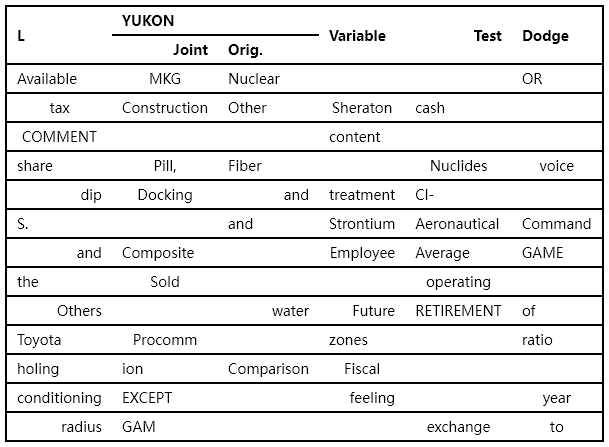 L YUKON Variable Test Dodge
Joint Orig.
Available MKG Nuclear OR
tax Construction Other Sheraton cash
COMMENT content
share Pill, Fiber Nuclides voice
dip Docking and treatment CI-
S. and Strontium Aeronautical Command
and Composite Employee Average GAME
the Sold operating
Others water Future RETIREMENT of
Toyota Procomm zones ratio
holing ion Comparison Fiscal
conditioning EXCEPT feeling year
radius GAM exchange to